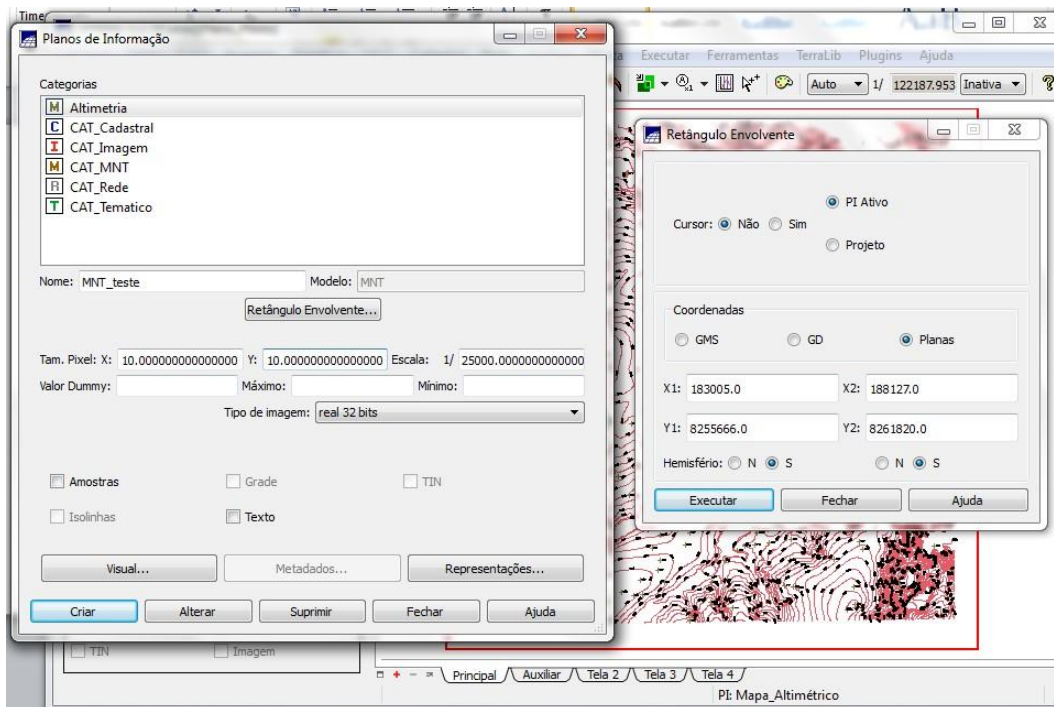 Time
Planos de Informação
Categorias
M Altimetria
C CAT_Cadastral
I CAT_Imagem
M CAT_MNT
R CAT_Rede
T CAT_Tematico
Nome: MNT_teste Modelo: MNT
Retângulo Envolvente...
Tam. Pixel: X: 10.000000000000000 Y: 10.000000000000000 Escala: 1/ 25000.0000000000000
Valor Dummy: Máximo: Mínimo:
Tipo de imagem: real 32 bits
Amostras Grade TIN
Isolinhas Texto
Visual... Metadados... Representações...
Criar Alterar Suprimir Fechar Ajuda
Executar Ferramentas TerraLib Plugins Ajuda
Auto 1/ 122187.953 Inativa
Retângulo Envolvente
PI Ativo
Cursor: Não Sim
Projeto
Coordenadas
GMS GD Planas
X1: 183005.0 X2: 188127.0
Y1: 8255666.0 Y2: 8261820.0
Hemisfério: N S N S
Executar Fechar Ajuda
TIN Imagem
Principal Auxiliar Tela 2 Tela 3 Tela 4
PI: Mapa_Altimétrico